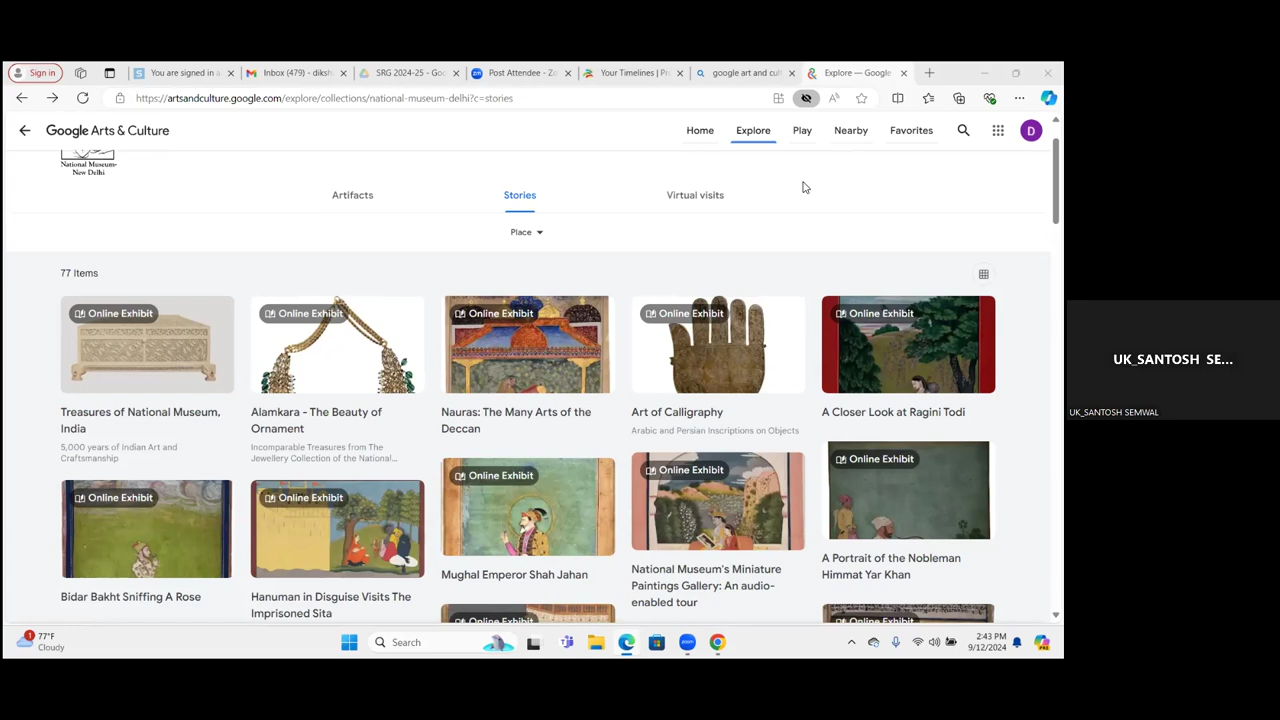 Sign in
You are signed in a
Inbox (479) - diksh
SRG 2024-25 - Goo
Post Attendee - Zo
Your Timelines | Pr
google art and cul
Explore — Google
https://artsandculture.google.com/explore/collections/national-museum-delhi?c=stories
Google Arts & Culture
Home
Explore
Play
Nearby
Favorites
D
National Museum-
New Delhi
Artifacts
Stories
Virtual visits
Place
77 Items
Online Exhibit
Treasures of National Museum,
India
5,000 years of Indian Art and
Craftsmanship
Online Exhibit
Alamkara - The Beauty of
Ornament
Incomparable Treasures from The
Jewellery Collection of the National...
Online Exhibit
Nauras: The Many Arts of the
Deccan
Online Exhibit
Art of Calligraphy
Arabic and Persian Inscriptions on Objects
Online Exhibit
A Closer Look at Ragini Todi
Online Exhibit
Bidar Bakht Sniffing A Rose
Online Exhibit
Hanuman in Disguise Visits The
Imprisoned Sita
Online Exhibit
Mughal Emperor Shah Jahan
Online Exhibit
National Museum's Miniature
Paintings Gallery: An audio-
enabled tour
Online Exhibit
A Portrait of the Nobleman
Himmat Yar Khan
Online Exhibit
Online Exhibit
UK_SANTOSH SE...
UK_SANTOSH SEMWAL
1
77°F
Cloudy
Search
2:43 PM
9/12/2024